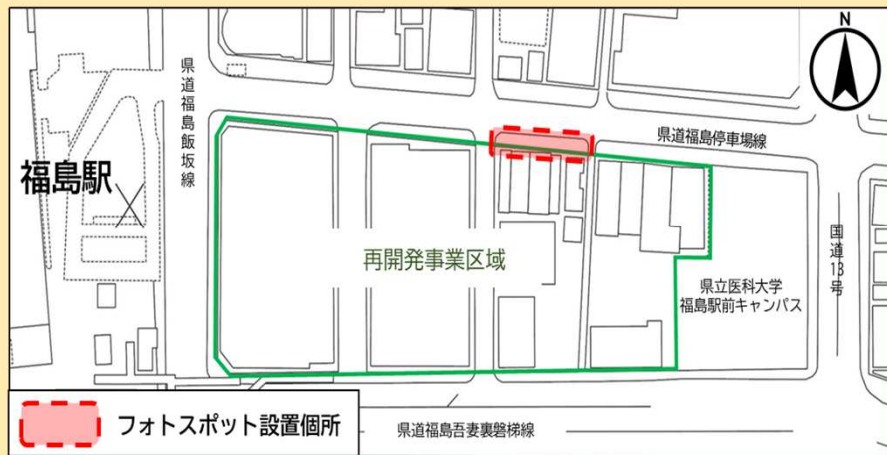 N
県道福島飯坂線
県道福島停車場線
福島駅
国道13号
再開発事業区域
県立医科大学
福島駅前キャンパス
フォトスポット設置個所
県道福島吾妻裏磐梯線